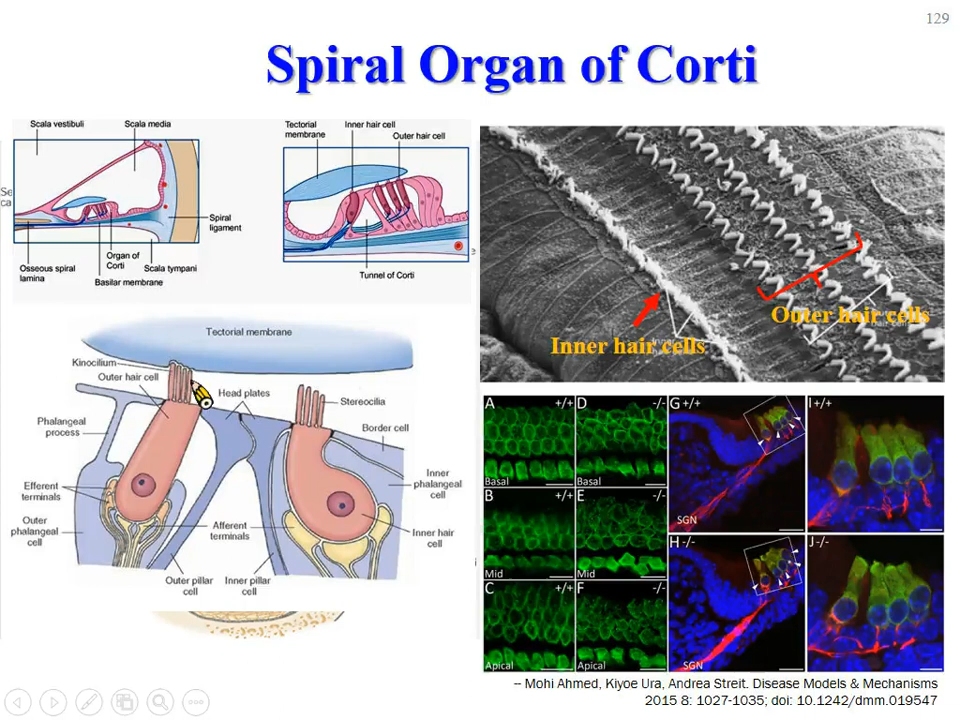 129
Spiral Organ of Corti
Scala vestibuli
Scala media
Spiral
ligament
Osseous spiral
lamina
Organ of
Corti
Basilar membrane
Scala tympani
Tectorial
membrane
Inner hair cell
Outer hair cell
Tunnel of Corti
Inner hair cells
Outer hair cells
Tectorial membrane
Kinocilium
Outer hair cell
Head plates
Stereocilia
Phalangeal
process
Border cell
Efferent
terminals
Inner
phalangeal
cell
Outer
phalangeal
cell
Afferent
terminals
Inner hair
cell
Outer pillar
cell
Inner pillar
cell
A +/+
Basal
D -/-
Basal
G +/+
SGN
I +/+
B +/+
Mid
E -/-
Mid
C +/+
Apical
F -/-
Apical
H -/-
SGN
J -/-
-- Mohi Ahmed, Kiyoe Ura, Andrea Streit. Disease Models & Mechanisms
2015 8: 1027-1035; doi: 10.1242/dmm.019547